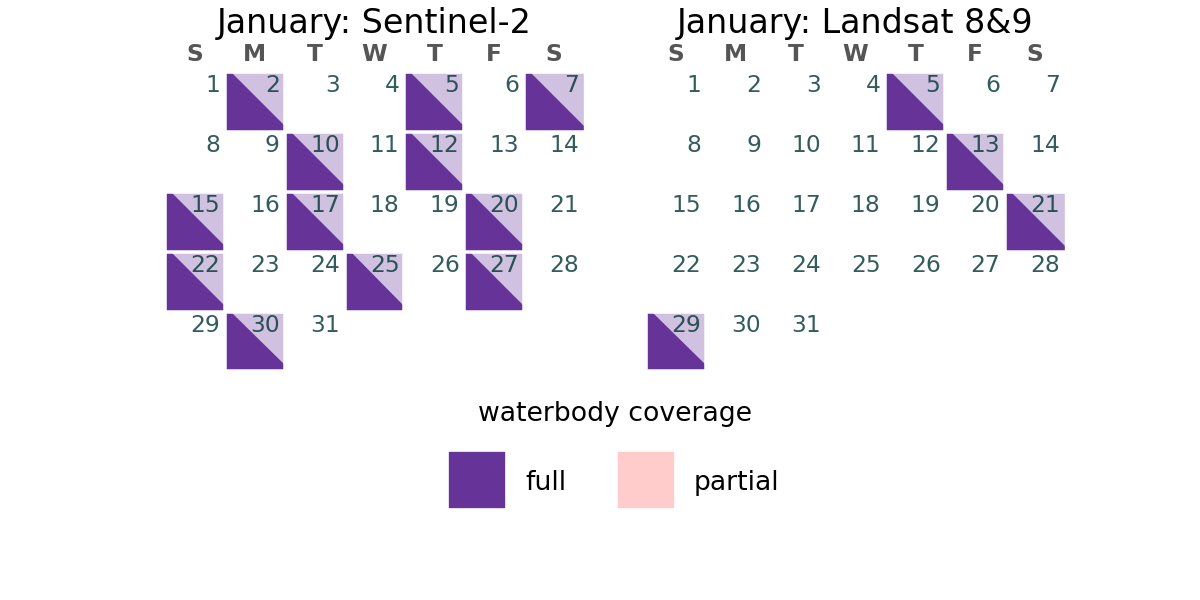 January: Sentinel-2
S M T W T F S
1 2 3 4 5 6 7
8 9 10 11 12 13 14
15 16 17 18 19 20 21
22 23 24 25 26 27 28
29 30 31
January: Landsat 8&9
S M T W T F S
1 2 3 4 5 6 7
8 9 10 11 12 13 14
15 16 17 18 19 20 21
22 23 24 25 26 27 28
29 30 31
waterbody coverage
full
partial